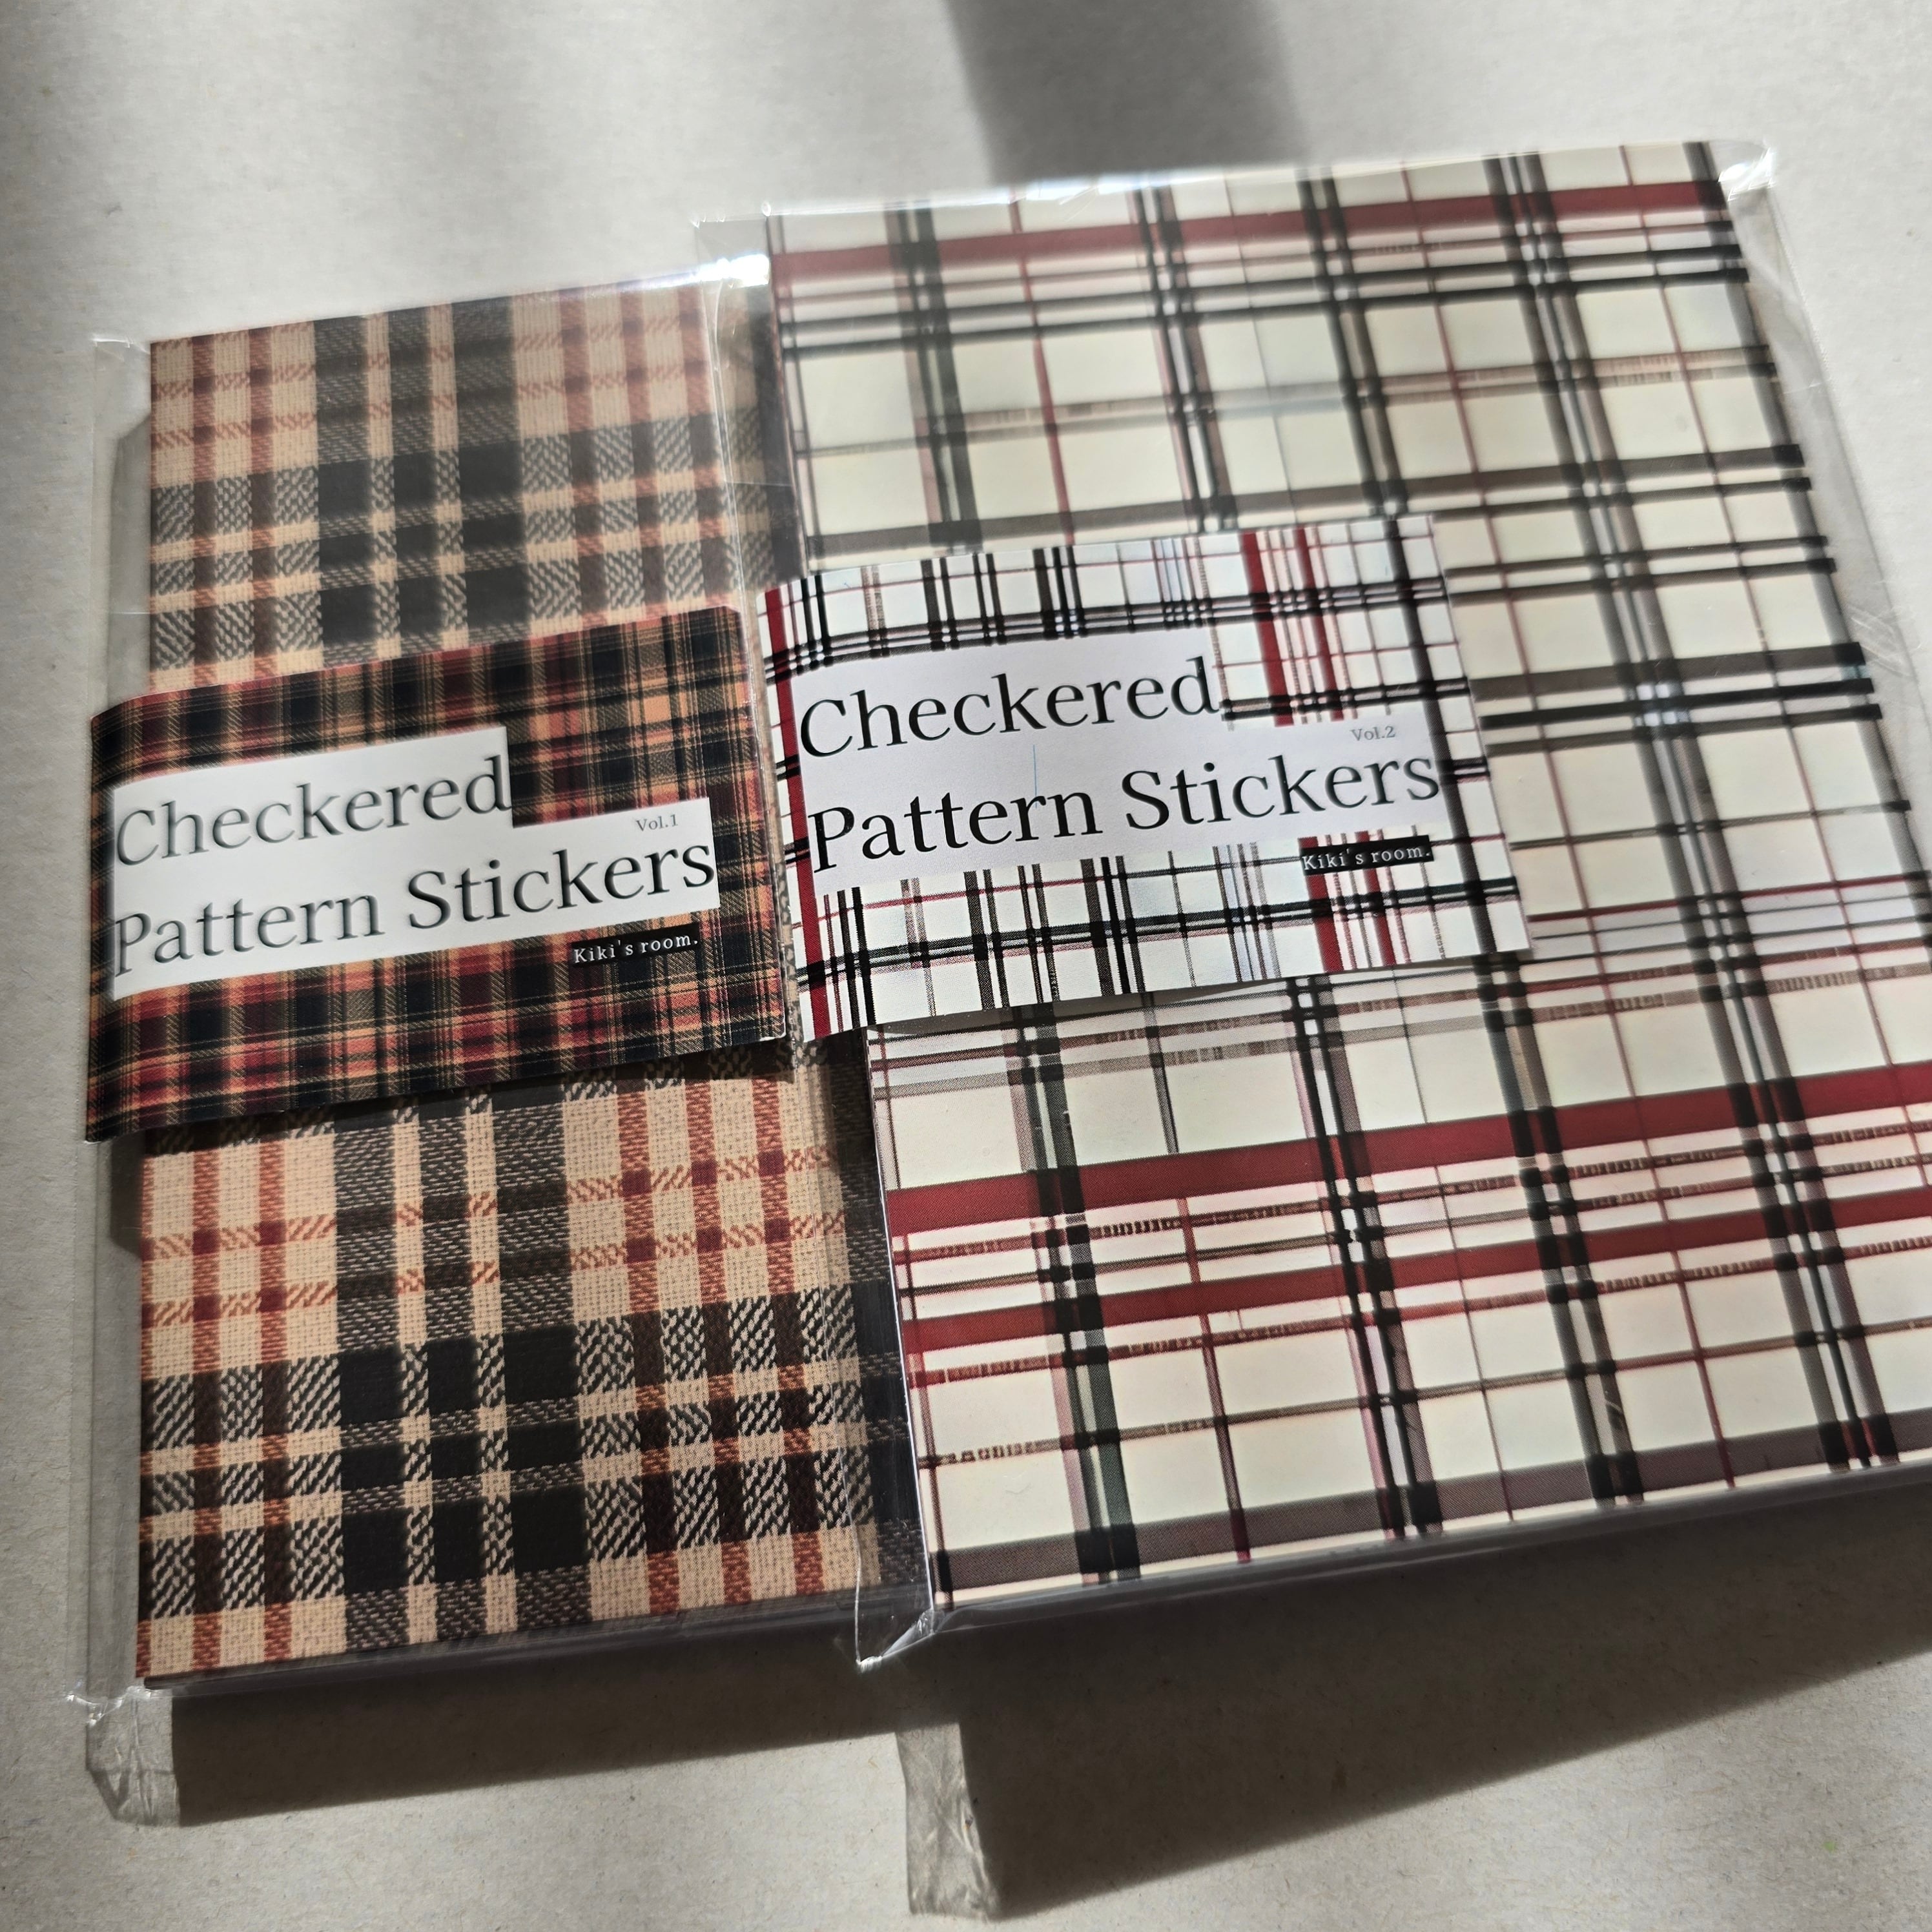 Checkered
Vol.1
Pattern Stickers
Kiki's room.
Checkered
Vol.2
Pattern Stickers
Kiki's room.